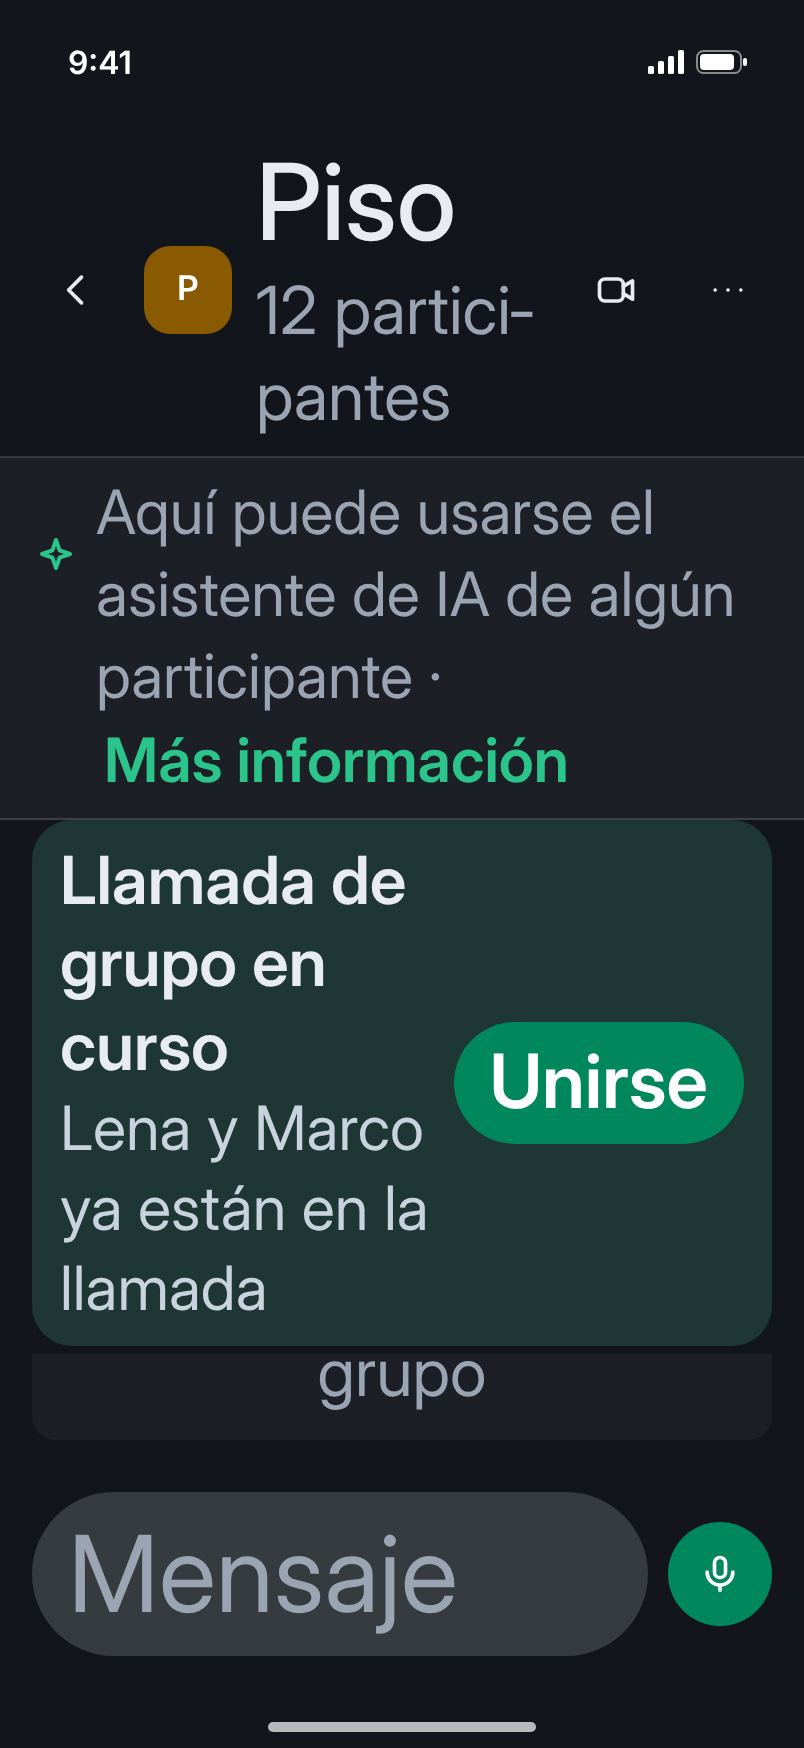 9:41
Piso
P
12 partici-
pantes
Aquí puede usarse el
asistente de IA de algún
participante ·
Más información
Llamada de
grupo en
curso
Lena y Marco
ya están en la
llamada
Unirse
grupo
Mensaje